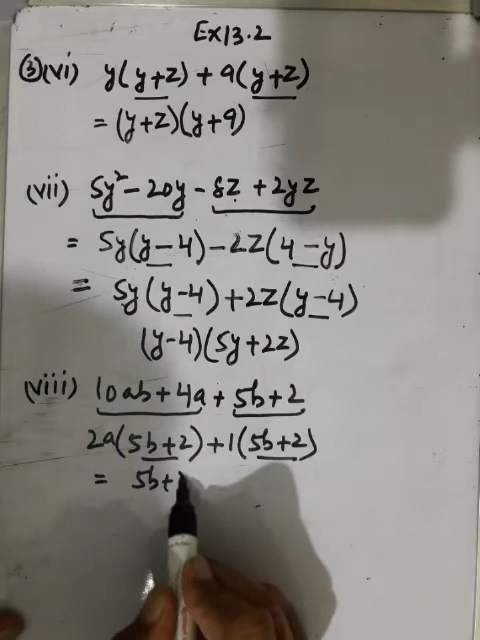 Ex13.2
③(vi) y(y+z) + 9(y+z)
= (y+z)(y+9)
(vii) 5y² - 20y - 8z + 2yz
= 5y(y-4) - 2z(4-y)
= 5y(y-4) + 2z(y-4)
(y-4)(5y+2z)
(viii) 10ab + 4a + 5b + 2
2a(5b+2) + 1(5b+2)
= 5b+